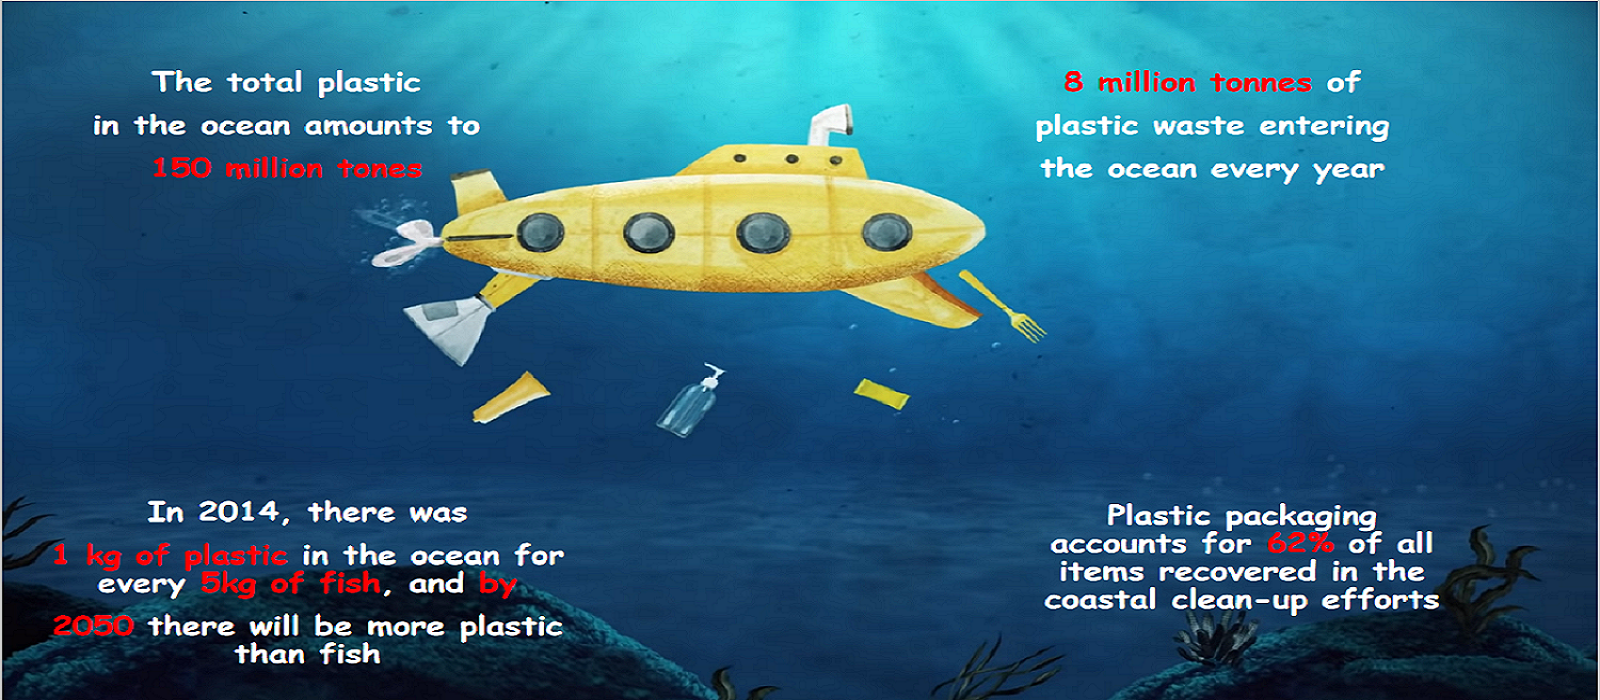 The total plastic
in the ocean amounts to
150 million tones
8 million tonnes of
plastic waste entering
the ocean every year
In 2014, there was
1 kg of plastic in the ocean for
every 5kg of fish, and by
2050 there will be more plastic
than fish
Plastic packaging
accounts for 62% of all
items recovered in the
coastal clean-up efforts